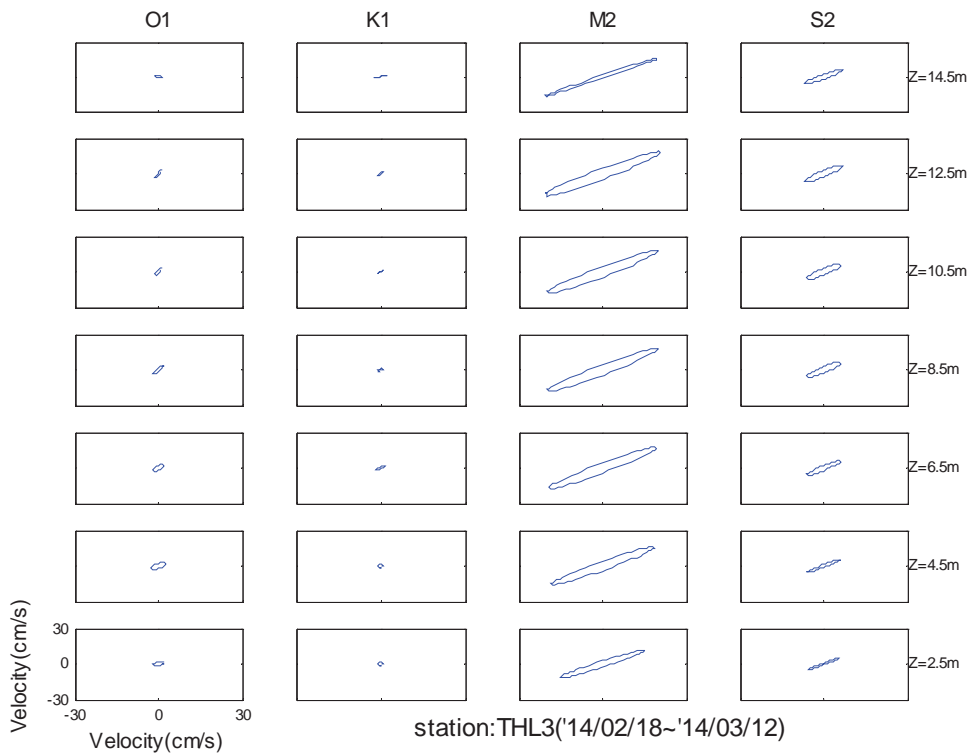 O1 K1 M2 S2
Z=14.5m
Z=12.5m
Z=10.5m
Z=8.5m
Z=6.5m
Z=4.5m
Z=2.5m
Velocity(cm/s)
30
0
-30
-30 0 30
Velocity(cm/s)
station:THL3('14/02/18~'14/03/12)